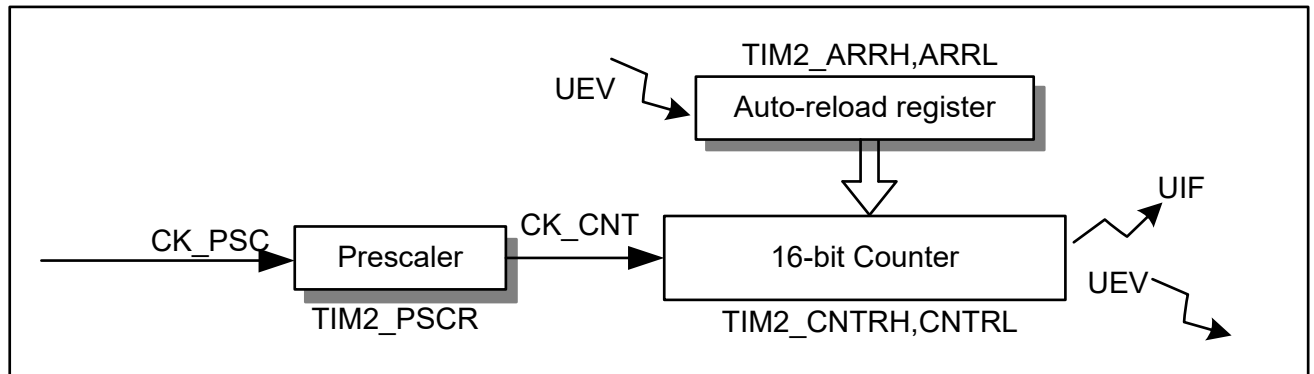 TIM2_ARRH,ARRL
UEV
Auto-reload register
UIF
CK_PSC
CK_CNT
Prescaler
16-bit Counter
UEV
TIM2_PSCR
TIM2_CNTRH,CNTRL